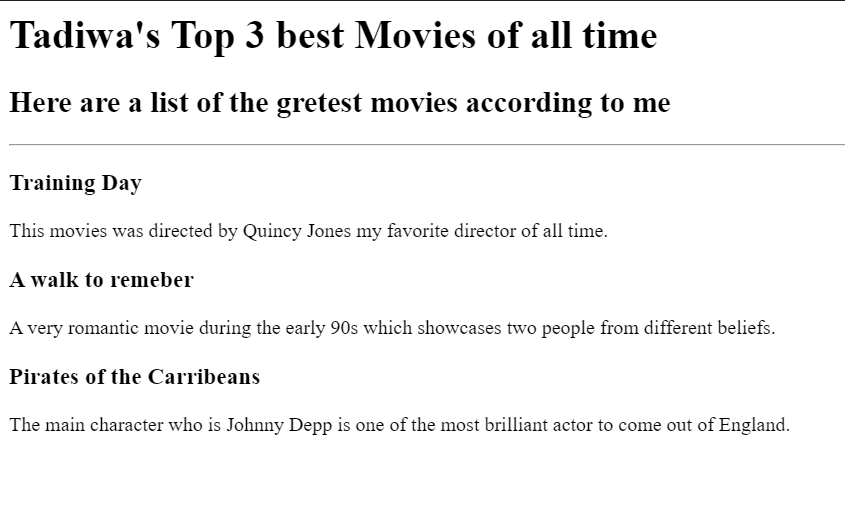 Tadiwa's Top 3 best Movies of all time
Here are a list of the gretest movies according to me
Training Day
This movies was directed by Quincy Jones my favorite director of all time.
A walk to remeber
A very romantic movie during the early 90s which showcases two people from different beliefs.
Pirates of the Carribeans
The main character who is Johnny Depp is one of the most brilliant actor to come out of England.